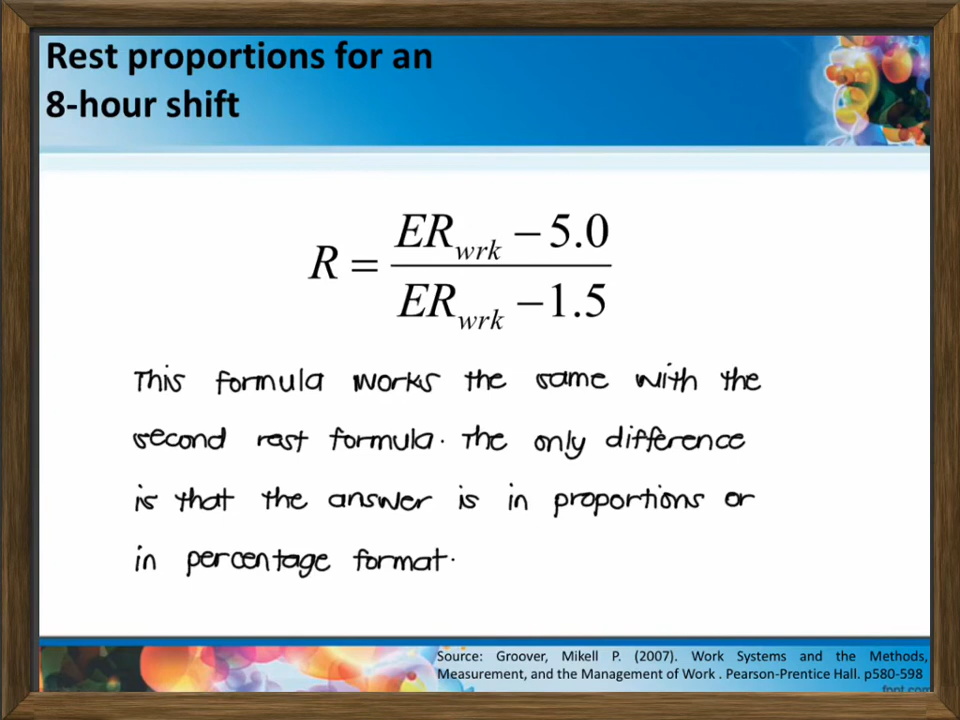 Rest proportions for an
8-hour shift
R = (ER_wrk − 5.0) / (ER_wrk − 1.5)
This formula works the same with the
second rest formula. The only difference
is that the answer is in proportions or
in percentage format.
Source: Groover, Mikell P. (2007). Work Systems and the Methods,
Measurement, and the Management of Work . Pearson-Prentice Hall. p580-598
fppt.com